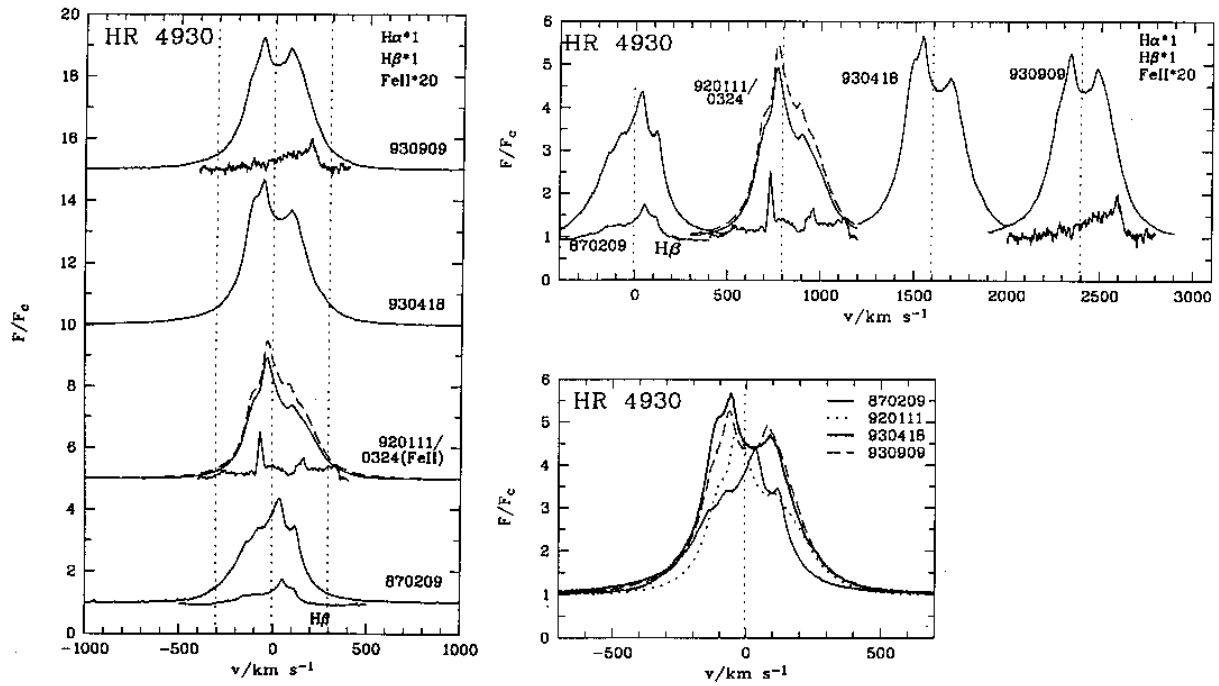 HR 4930
Hα*1
Hβ*1
FeII*20
930909
930418
920111/
0324(FeII)
870209
Hβ
F/Fc
20
18
16
14
12
10
8
6
4
2
0
-1000
-500
0
500
1000
v/km s⁻¹
HR 4930
920111/
0324
930418
930909
Hα*1
Hβ*1
FeII*20
870209
Hβ
F/Fc
6
5
4
3
2
1
0
0
500
1000
1500
2000
2500
3000
v/km s⁻¹
HR 4930
870209
920111
930418
930909
F/Fc
6
5
4
3
2
1
0
-500
0
500
v/km s⁻¹